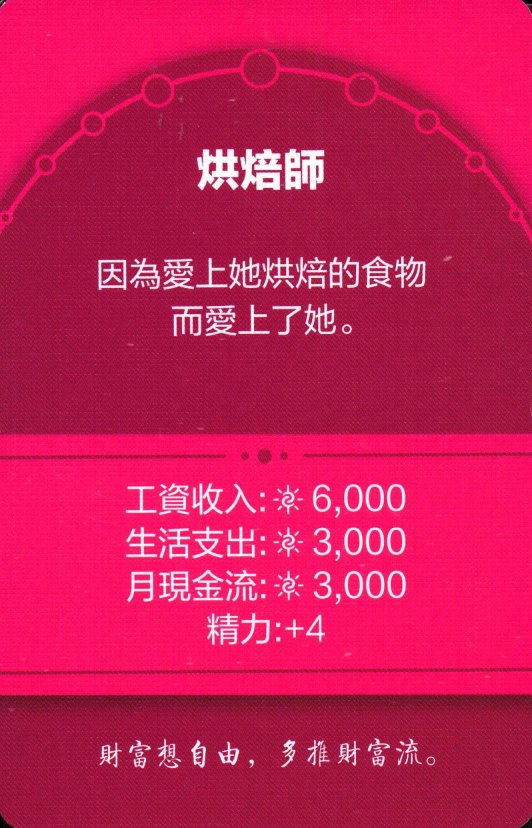 烘焙師
因為愛上她烘焙的食物
而愛上了她。
工資收入: 6,000
生活支出: 3,000
月現金流: 3,000
精力:+4
財富想自由，多推財富流。